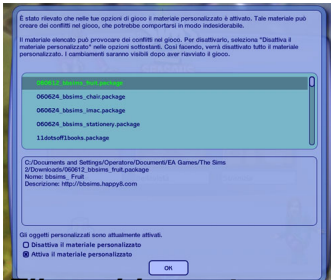 È stato rilevato che nelle tue opzioni di gioco il materiale personalizzato è attivato. Tale materiale può
creare dei conflitti nel gioco, che potrebbe comportarsi in modo indesiderabile.
Il materiale elencato può provocare dei conflitti nel gioco. Per disattivarlo, seleziona "Disattiva il
materiale personalizzato" nelle opzioni sottostanti. Così facendo, verrà disattivato tutto il materiale
personalizzato. I cambiamenti saranno visibili dopo aver riavviato il gioco.
060612_bbsims_fruit.package
060624_bbsims_chair.package
060624_bbsims_imac.package
060624_bbsims_stationery.package
11dotsoff1books.package
C:/Documents and Settings/Operatore/Documenti/EA Games/The Sims
2/Downloads/060612_bbsims_fruit.package
Nome: bbsims_ Fruit
Descrizione: http://bbsims.happy6.com
Gli oggetti personalizzati sono attualmente attivati.
Disattiva il materiale personalizzato
Attiva il materiale personalizzato
OK